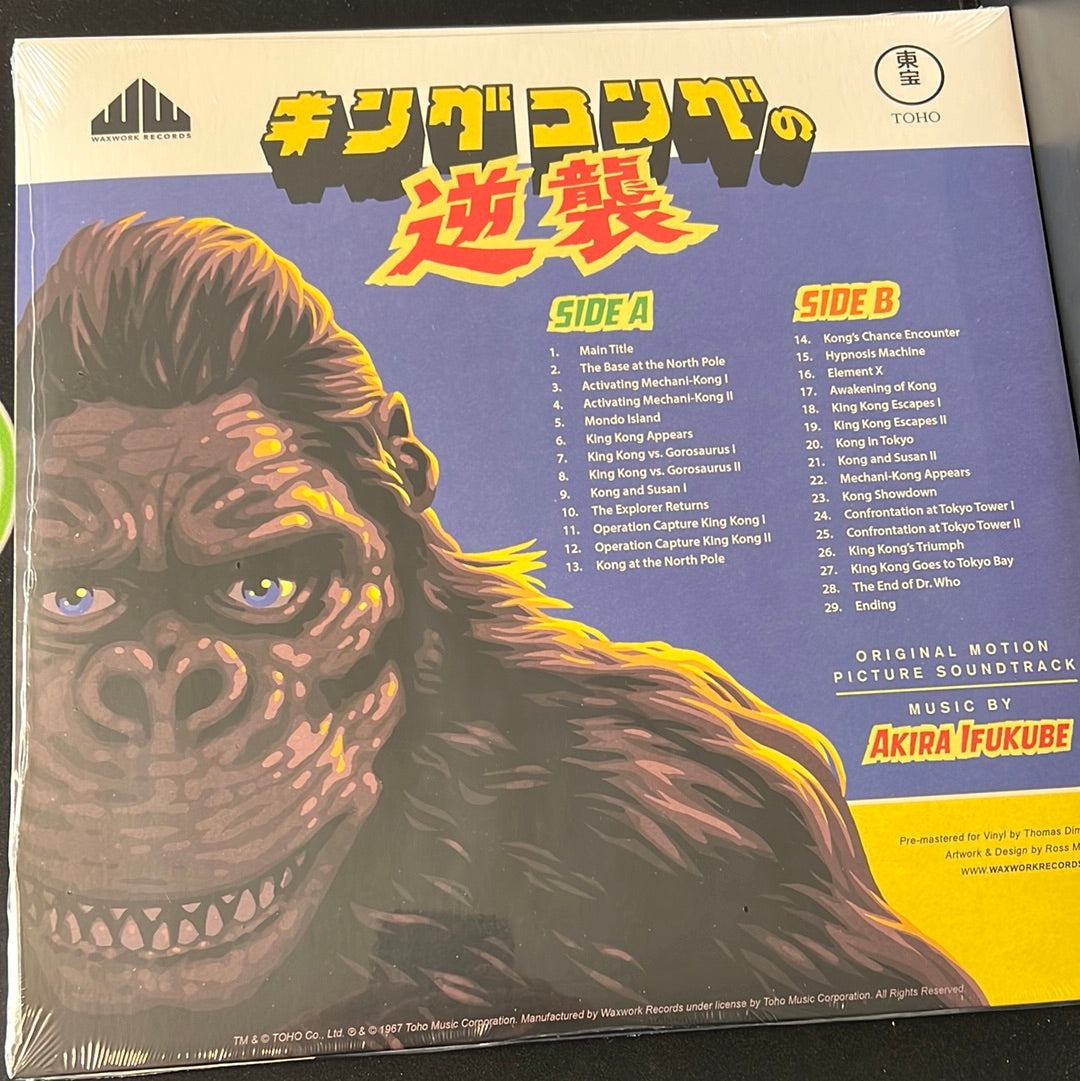 WAXWORK RECORDS
東宝
TOHO
キングコングの
逆襲
SIDE A
1. Main Title
2. The Base at the North Pole
3. Activating Mechani-Kong I
4. Activating Mechani-Kong II
5. Mondo Island
6. King Kong Appears
7. King Kong vs. Gorosaurus I
8. King Kong vs. Gorosaurus II
9. Kong and Susan I
10. The Explorer Returns
11. Operation Capture King Kong I
12. Operation Capture King Kong II
13. Kong at the North Pole
SIDE B
14. Kong's Chance Encounter
15. Hypnosis Machine
16. Element X
17. Awakening of Kong
18. King Kong Escapes I
19. King Kong Escapes II
20. Kong in Tokyo
21. Kong and Susan II
22. Mechani-Kong Appears
23. Kong Showdown
24. Confrontation at Tokyo Tower I
25. Confrontation at Tokyo Tower II
26. King Kong's Triumph
27. King Kong Goes to Tokyo Bay
28. The End of Dr. Who
29. Ending
ORIGINAL MOTION
PICTURE SOUNDTRACK
MUSIC BY
AKIRA IFUKUBE
Pre-mastered for Vinyl by Thomas
Artwork & Design by Ross
WWW.WAXWORKRECORDS
TM & © TOHO Co., Ltd. ℗ & © 1967 Toho Music Corporation. Manufactured by Waxwork Records under license by Toho Music Corporation. All Rights Reserved.